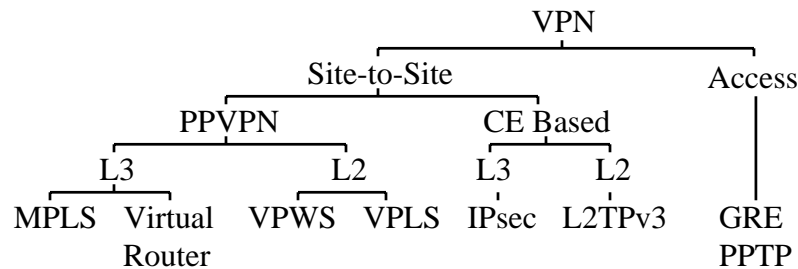 VPN
Site-to-Site Access
PPVPN CE Based
L3 L2 L3 L2
MPLS Virtual VPWS VPLS IPsec L2TPv3 GRE
Router PPTP